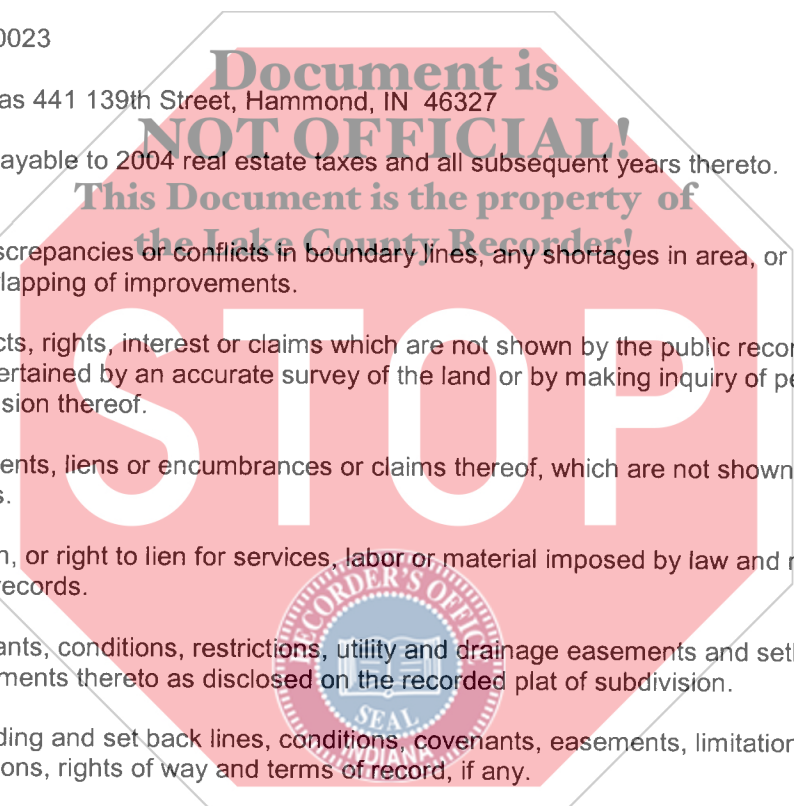 0023
Document is
as 441 139th Street, Hammond, IN 46327
NOT OFFICIAL!
ayable to 2004 real estate taxes and all subsequent years thereto.
This Document is the property of
the Lake County Recorder!
screpancies or conflicts in boundary lines, any shortages in area, or
lapping of improvements.
cts, rights, interest or claims which are not shown by the public recor
ertained by an accurate survey of the land or by making inquiry of pe
sion thereof.
STOP
ents, liens or encumbrances or claims thereof, which are not shown
s.
n, or right to lien for services, labor or material imposed by law and n
records.
RECORDER'S OFFICE
ants, conditions, restrictions, utility and drainage easements and set
ments thereto as disclosed on the recorded plat of subdivision.
SEAL
ding and set back lines, conditions, covenants, easements, limitation
INDIANA
ons, rights of way and terms of record, if any.